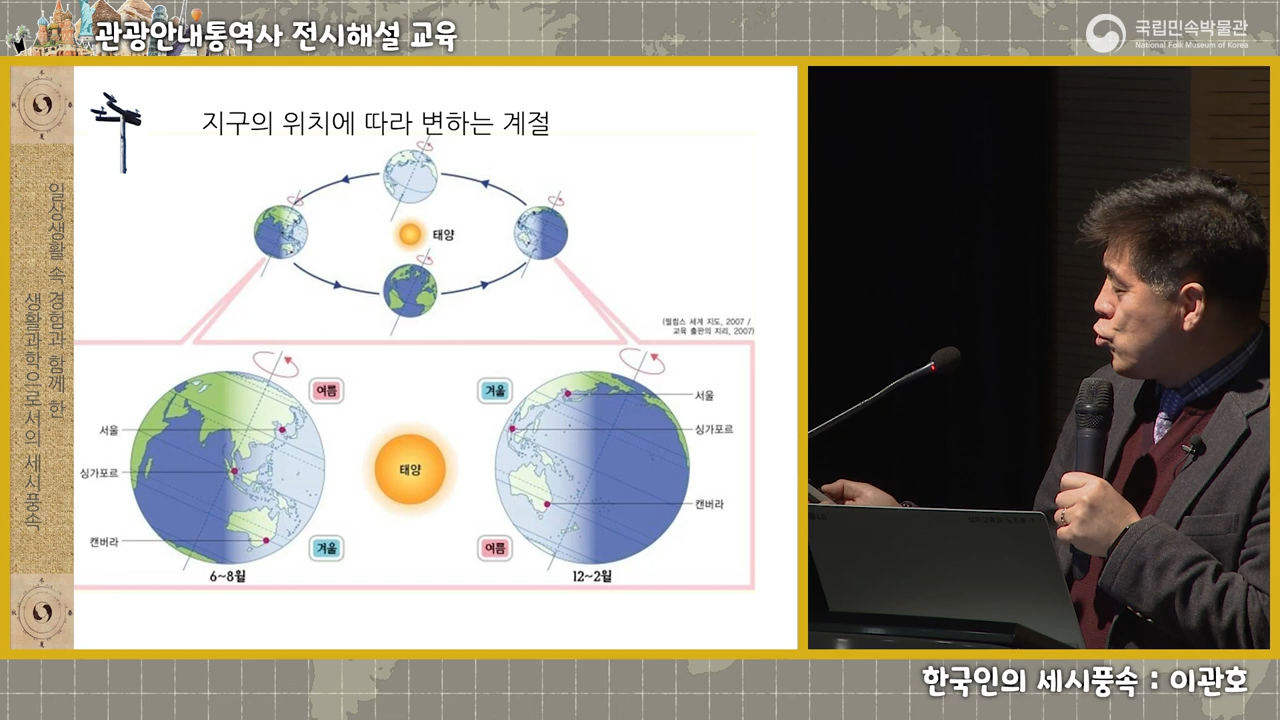 관광안내통역사 전시해설 교육
국립민속박물관
National Folk Museum of Korea
일상생활 속 경험과 함께 한
생활과학으로서의 세시풍속
지구의 위치에 따라 변하는 계절
태양
(필립스 세계 지도, 2007 /
교육 출판의 지리, 2007)
여름
서울
싱가포르
캔버라
겨울
6~8월
태양
겨울
서울
싱가포르
캔버라
여름
12~2월
한국인의 세시풍속 : 이관호